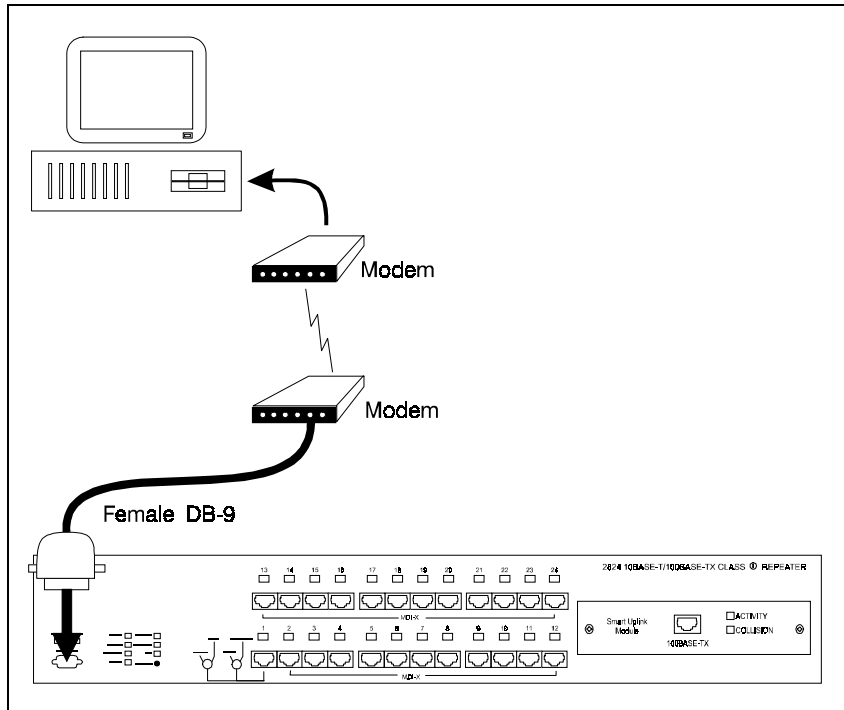 Modem
Modem
Female DB-9
13 14 15 16 17 18 19 20 21 22 23 24
2824 10BASE-T/100BASE-TX CLASS REPEATER
MDI-X
Smart Uplink
Module
100BASE-TX
ACTIVITY
COLLISION
1 2 3 4 5 6 7 8 9 10 11 12
MDI-X